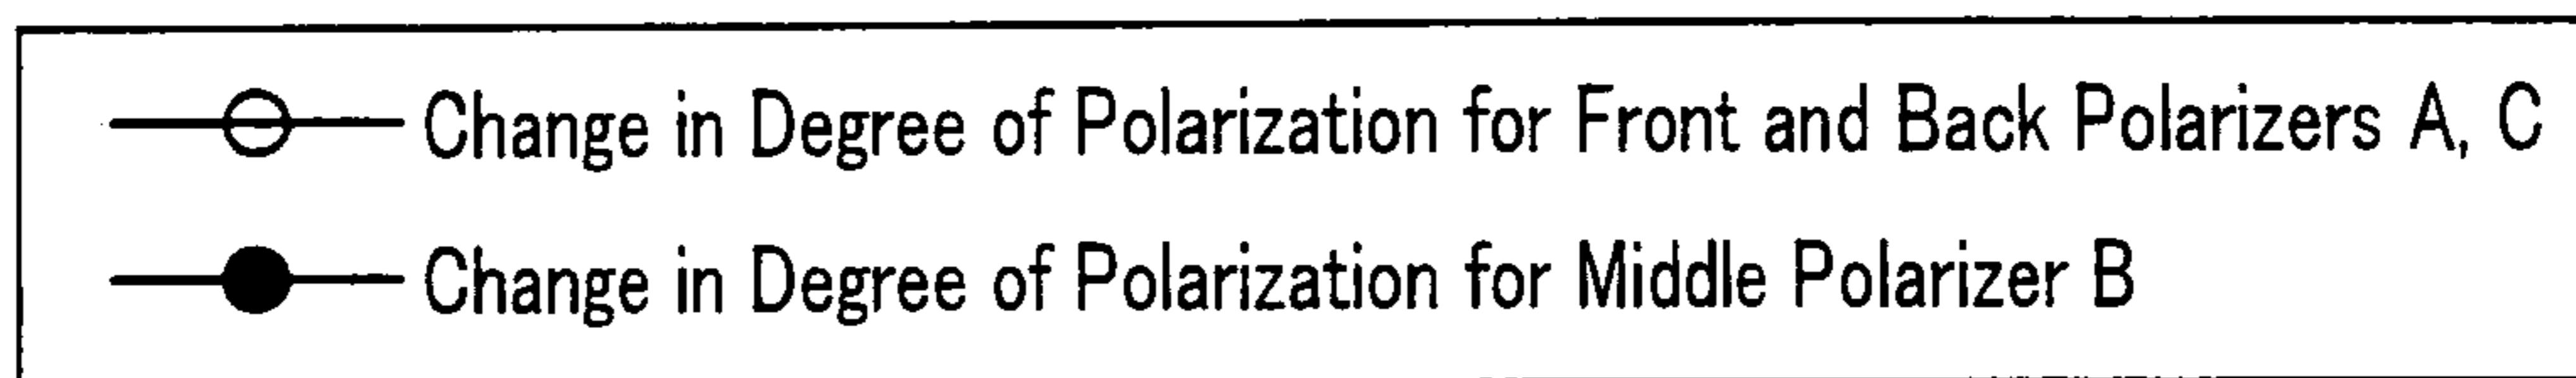 Change in Degree of Polarization for Front and Back Polarizers A, C
Change in Degree of Polarization for Middle Polarizer B